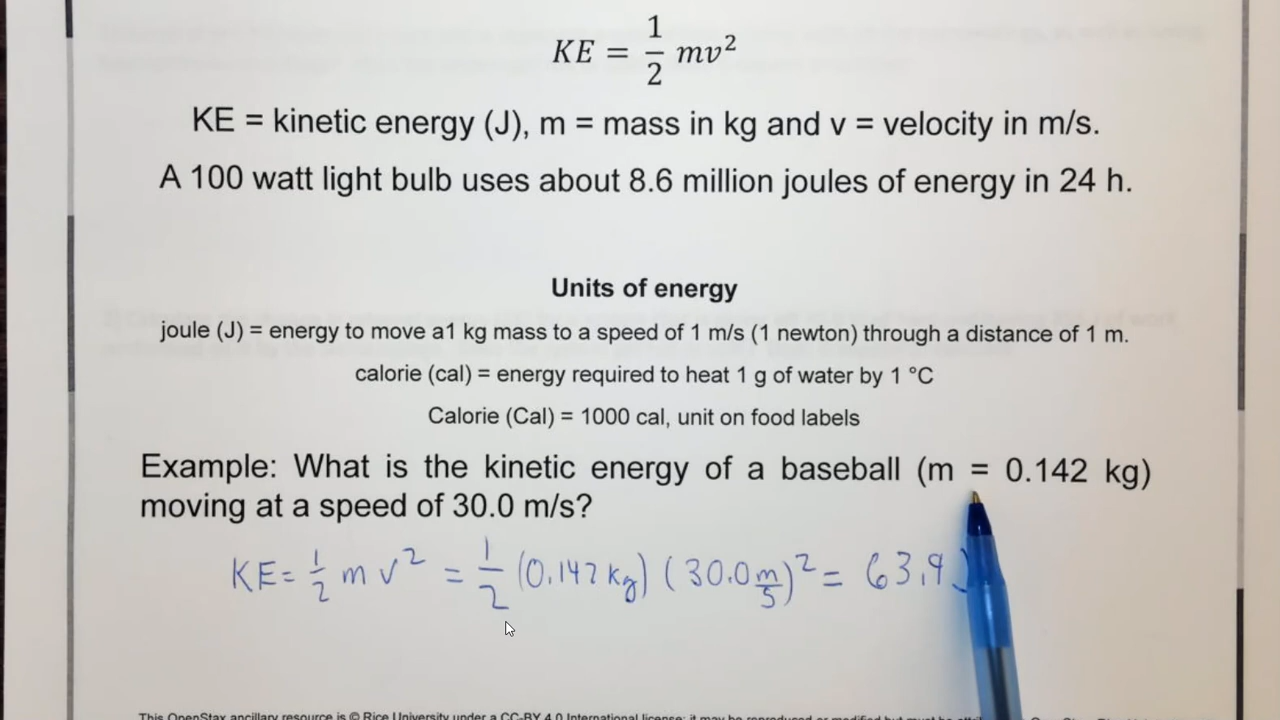 KE = 1/2 mv²
KE = kinetic energy (J), m = mass in kg and v = velocity in m/s.
A 100 watt light bulb uses about 8.6 million joules of energy in 24 h.
Units of energy
joule (J) = energy to move a1 kg mass to a speed of 1 m/s (1 newton) through a distance of 1 m.
calorie (cal) = energy required to heat 1 g of water by 1 °C
Calorie (Cal) = 1000 cal, unit on food labels
Example: What is the kinetic energy of a baseball (m = 0.142 kg)
moving at a speed of 30.0 m/s?
KE = 1/2 m v² = 1/2 (0.142 kg) (30.0 m/s)² = 63.9 J
This OpenStax ancillary resource is © Rice University under a CC-BY 4.0 International license; it may be reproduced or modified but must be